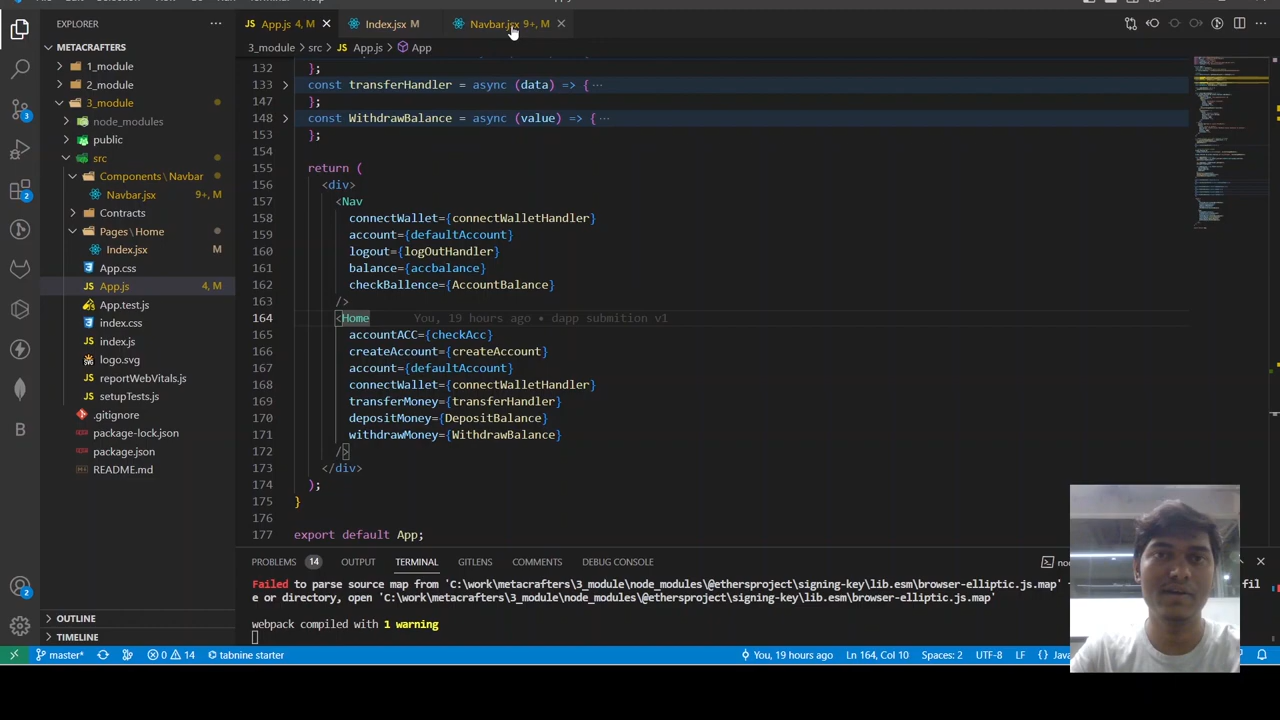 App.js 4, M
Index.jsx M
Navbar.jsx 9+, M
EXPLORER
3_module > src > App.js > App
METACRAFTERS
1_module
2_module
3_module
node_modules
public
src
Components \ Navbar
Navbar.jsx 9+, M
Contracts
Pages \ Home
Index.jsx M
App.css
App.js 4, M
App.test.js
index.css
index.js
logo.svg
reportWebVitals.js
setupTests.js
.gitignore
package-lock.json
package.json
README.md
OUTLINE
TIMELINE
3
2
2
132 };
133 const transferHandler = async (data) => { ...
147 };
148 const WithdrawBalance = async (value) => { ...
153 };
154
155 return (
156 <div>
157 <Nav
158 connectWallet={connectWalletHandler}
159 account={defaultAccount}
160 logout={logOutHandler}
161 balance={accbalance}
162 checkBallence={AccountBalance}
163 />
164 <Home You, 19 hours ago • dapp submition v1
165 accountACC={checkAcc}
166 createAccount={createAccount}
167 account={defaultAccount}
168 connectWallet={connectWalletHandler}
169 transferMoney={transferHandler}
170 depositMoney={DepositBalance}
171 withdrawMoney={WithdrawBalance}
172 />
173 </div>
174 );
175 }
176
177 export default App;
PROBLEMS 14 OUTPUT TERMINAL GITLENS COMMENTS DEBUG CONSOLE
Failed to parse source map from 'C:\work\metacrafters\3_module\node_modules\@ethersproject\signing-key\lib.esm\browser-elliptic.js.map'
e or directory, open 'C:\work\metacrafters\3_module\node_modules\@ethersproject\signing-key\lib.esm\browser-elliptic.js.map'
webpack compiled with 1 warning
master* 0 14 tabnine starter You, 19 hours ago Ln 164, Col 10 Spaces: 2 UTF-8 LF